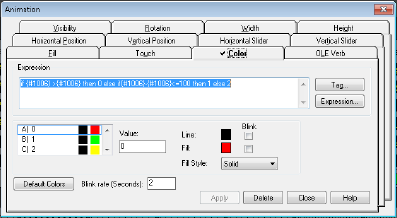 Animation
Visibility Rotation Width Height
Horizontal Position Vertical Position Horizontal Slider Vertical Slider
Fill Touch Color OLE Verb
Expression
if {#1006} > {#1006} then 0 else if {#1006}-{#1006}<=100 then 1 else 2
Tag...
Expression...
A| 0
B| 1
C| 2
Value:
0
Line:
Fill:
Blink
Fill Style: Solid
Default Colors Blink rate (Seconds): 2
Apply Delete Close Help